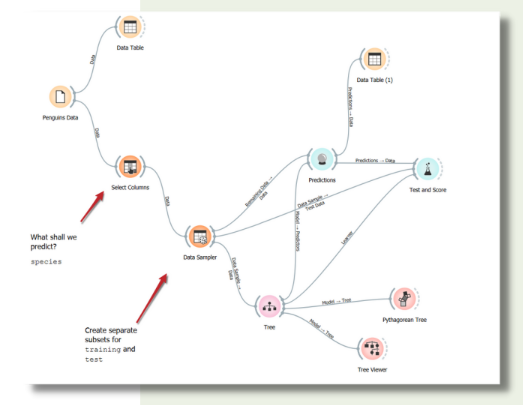 Data Table
Data
Data Table (1)
Penguins Data
Predictions → Data
Data
Predictions → Data
Select Columns
Predictions
Test and Score
Data
Remaining Data →
Data
Data Sample →
Test Data
What shall we
predict?
species
Model → Predictors
Data Sampler
Learner
Data Sample →
Data
Model → Tree
Tree
Pythagorean Tree
Model → Tree
Create separate
subsets for
training and
test
Tree Viewer